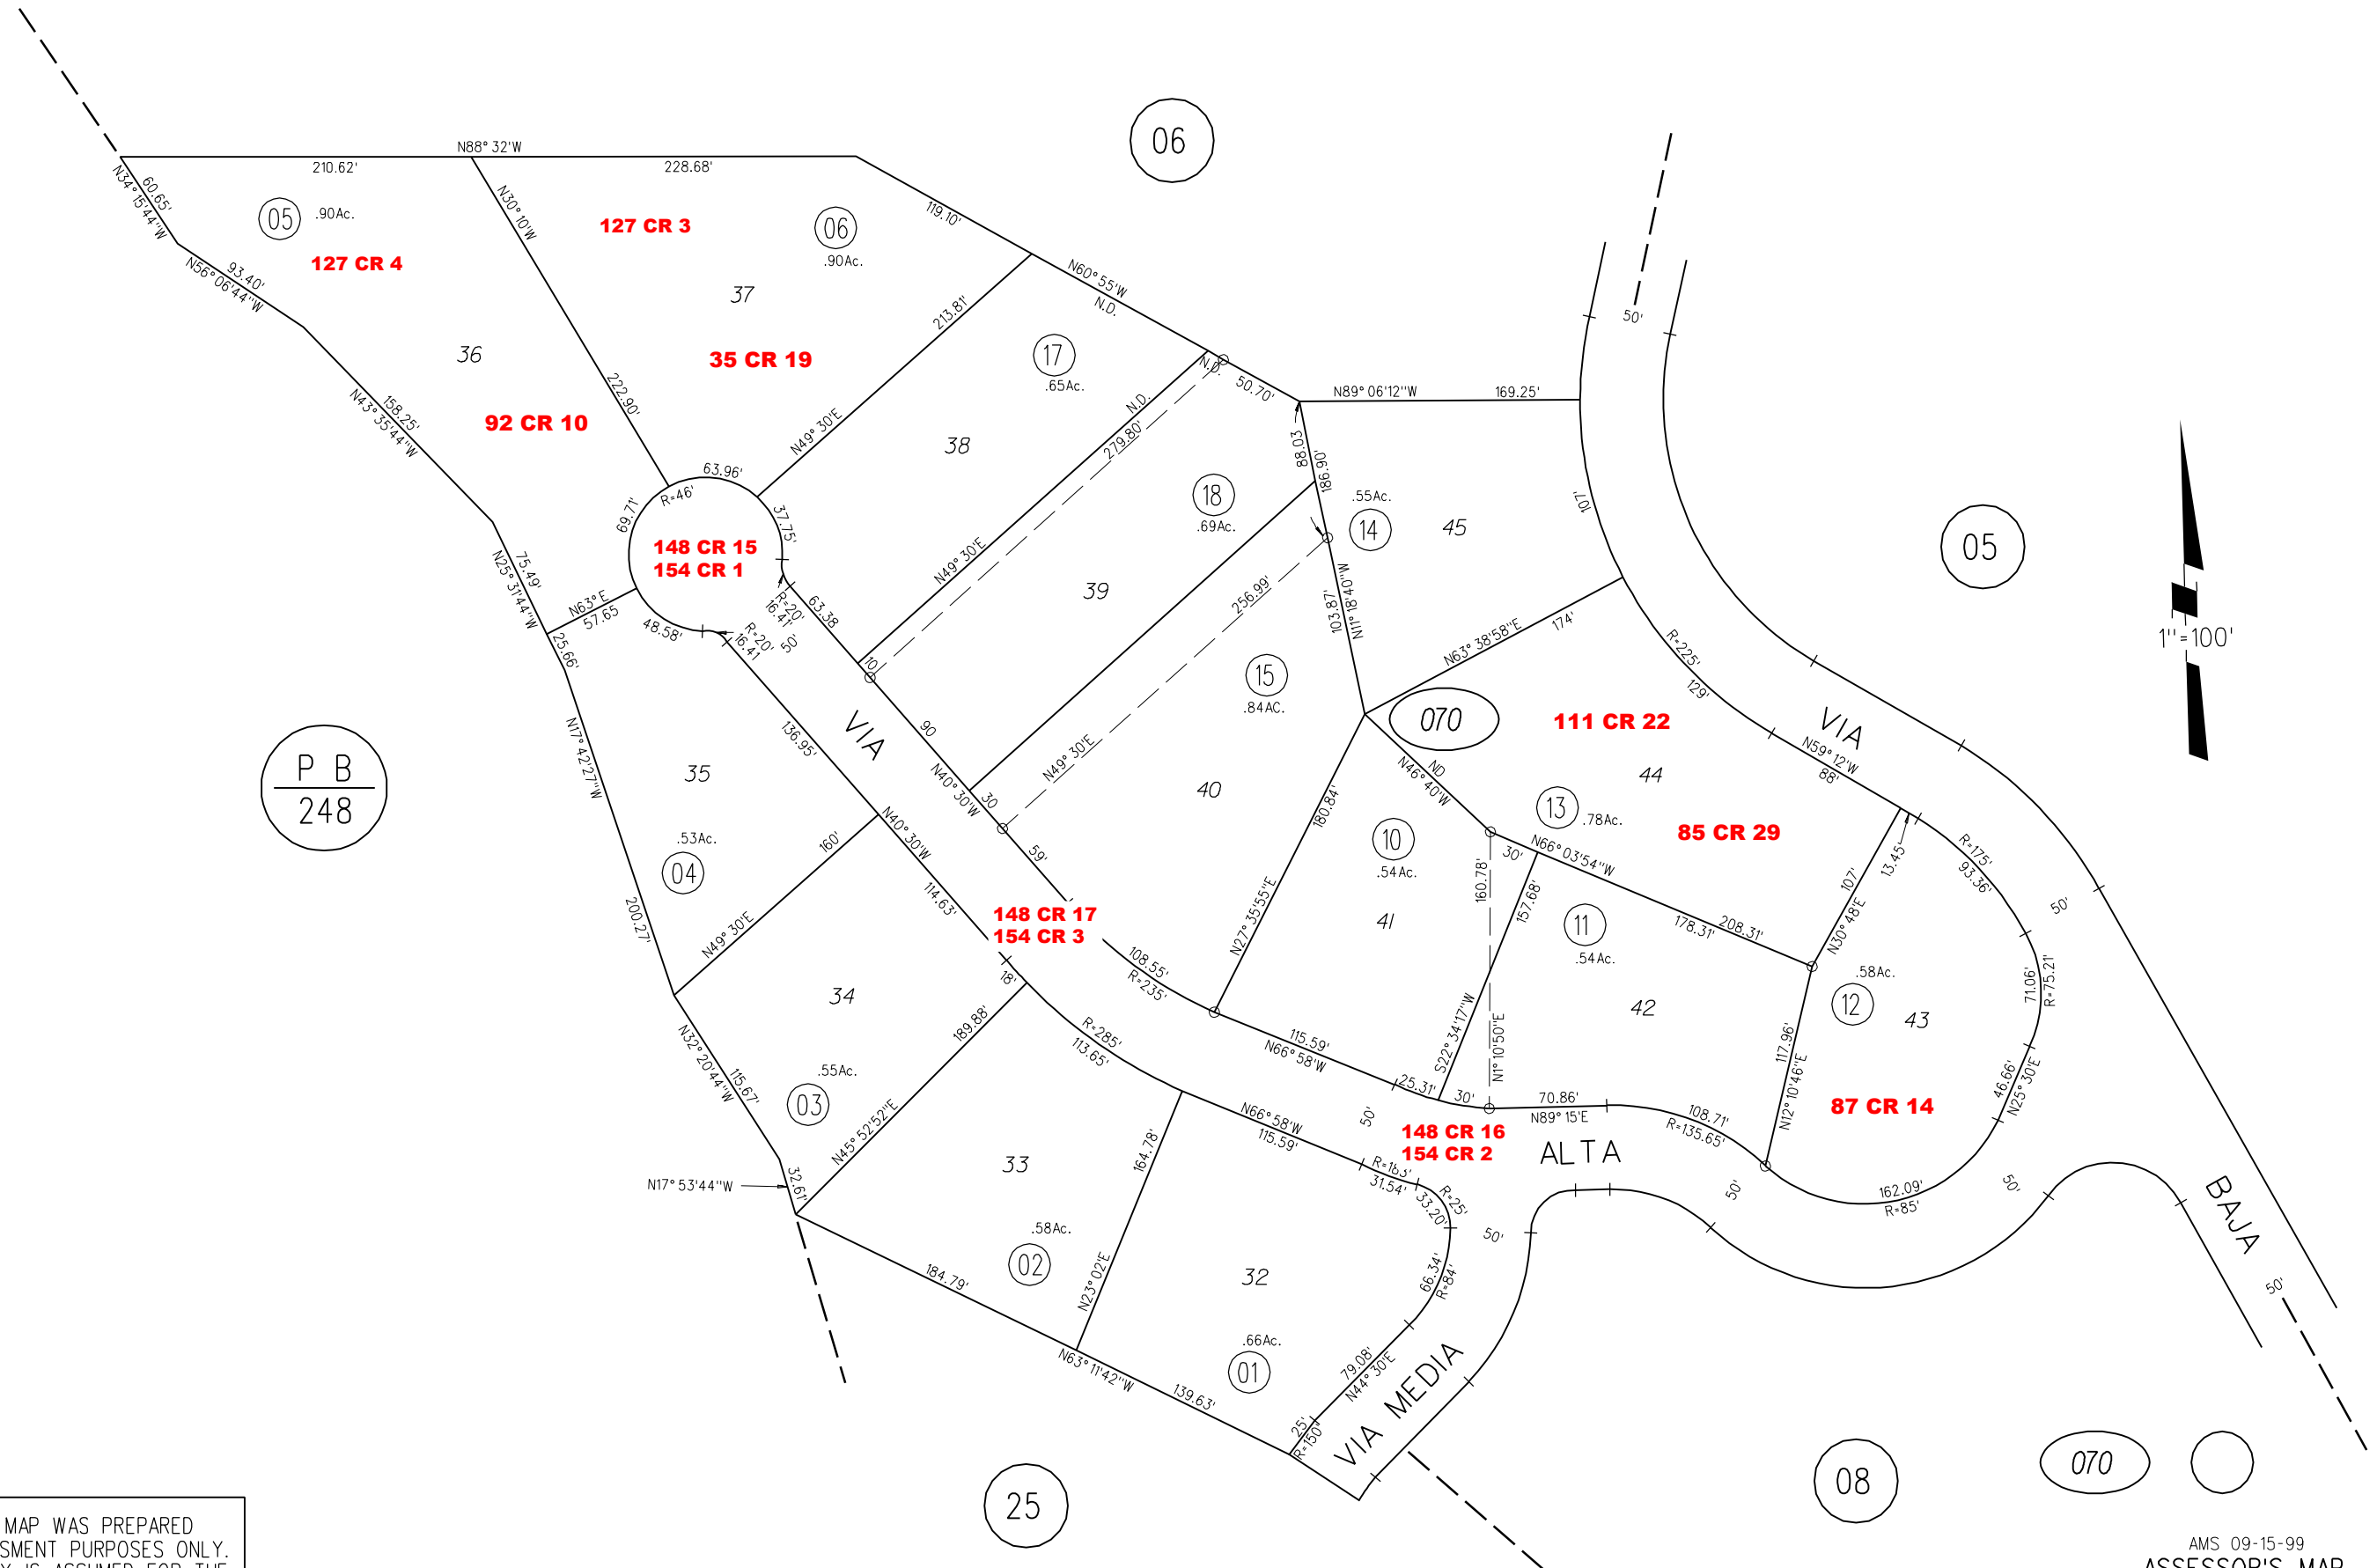 06
N88° 32'W
210.62'
228.68'
N34° 15'44"W
60.65'
05
.90Ac.
127 CR 4
N30° 10'W
127 CR 3
06
.90Ac.
119.10'
N56° 06'44"W
93.40'
37
N60° 55'W
N.D.
213.81'
36
35 CR 19
222.90'
17
.65Ac.
N.D.
50.70'
N89° 06'12"W
169.25'
50'
N43° 35'44"W
158.25'
92 CR 10
N49° 30'E
N.D.
279.80'
38
88.03
186.90'
63.96'
R=46'
69.71'
37.75'
18
.69Ac.
.55Ac.
14
45
107'
05
148 CR 15
154 CR 1
N49° 30'E
39
256.99'
103.87'
N11° 18'40"W
75.49'
N25° 31'44"W
N63° E
57.65
48.58'
R=20'
16.41'
R=20'
16.41
50'
63.38
25.66'
10
15
.84AC.
N63° 38'58"E
174'
R=225'
129'
1"=100'
070
111 CR 22
VIA
N17° 42'27"W
136.95'
VIA
90
N40° 30'W
30
N49° 30'E
35
40
N46° 40'W
ND
44
N59° 12'W
88'
P B
248
.53Ac.
04
160'
N40° 30'W
59'
180.84'
10
.54Ac.
13
.78Ac.
85 CR 29
160.78'
30'
N66° 03'54"W
13.45'
R=175'
93.36'
50'
200.27'
N49° 30'E
114.63'
148 CR 17
154 CR 3
N27° 35'55"E
41
157.68'
11
.54Ac.
178.31'
208.31'
107'
N30° 48'E
34
18'
108.55'
R=235'
42
.58Ac.
12
43
71.06'
R=75.21'
N32° 20'44"W
115.67'
189.88'
R=285'
113.65'
115.59'
N66° 58'W
S22° 34'17"W
N1° 10'50"E
117.96'
N12° 10'46"E
.55Ac.
03
N45° 52'52"E
25.31'
30'
70.86'
N89° 15'E
108.71'
R=135.65'
87 CR 14
46.66'
N25° 30'E
N66° 58'W
115.59'
50'
148 CR 16
154 CR 2
ALTA
33
164.78'
R=183'
31.54'
N17° 53'44"W
32.61'
R=25'
33.20'
50'
50'
162.09'
R=85'
50'
BAJA
.58Ac.
02
184.79'
N23° 02'E
32
66.34'
R=84'
50'
.66Ac.
01
N63° 11'42"W
139.63'
79.08'
N44° 30'E
25'
R=150'
VIA MEDIA
25
08
070
MAP WAS PREPARED
SMENT PURPOSES ONLY.
Y IS ASSUMED FOR THE
AMS 09-15-99
ASSESSOR'S MAP